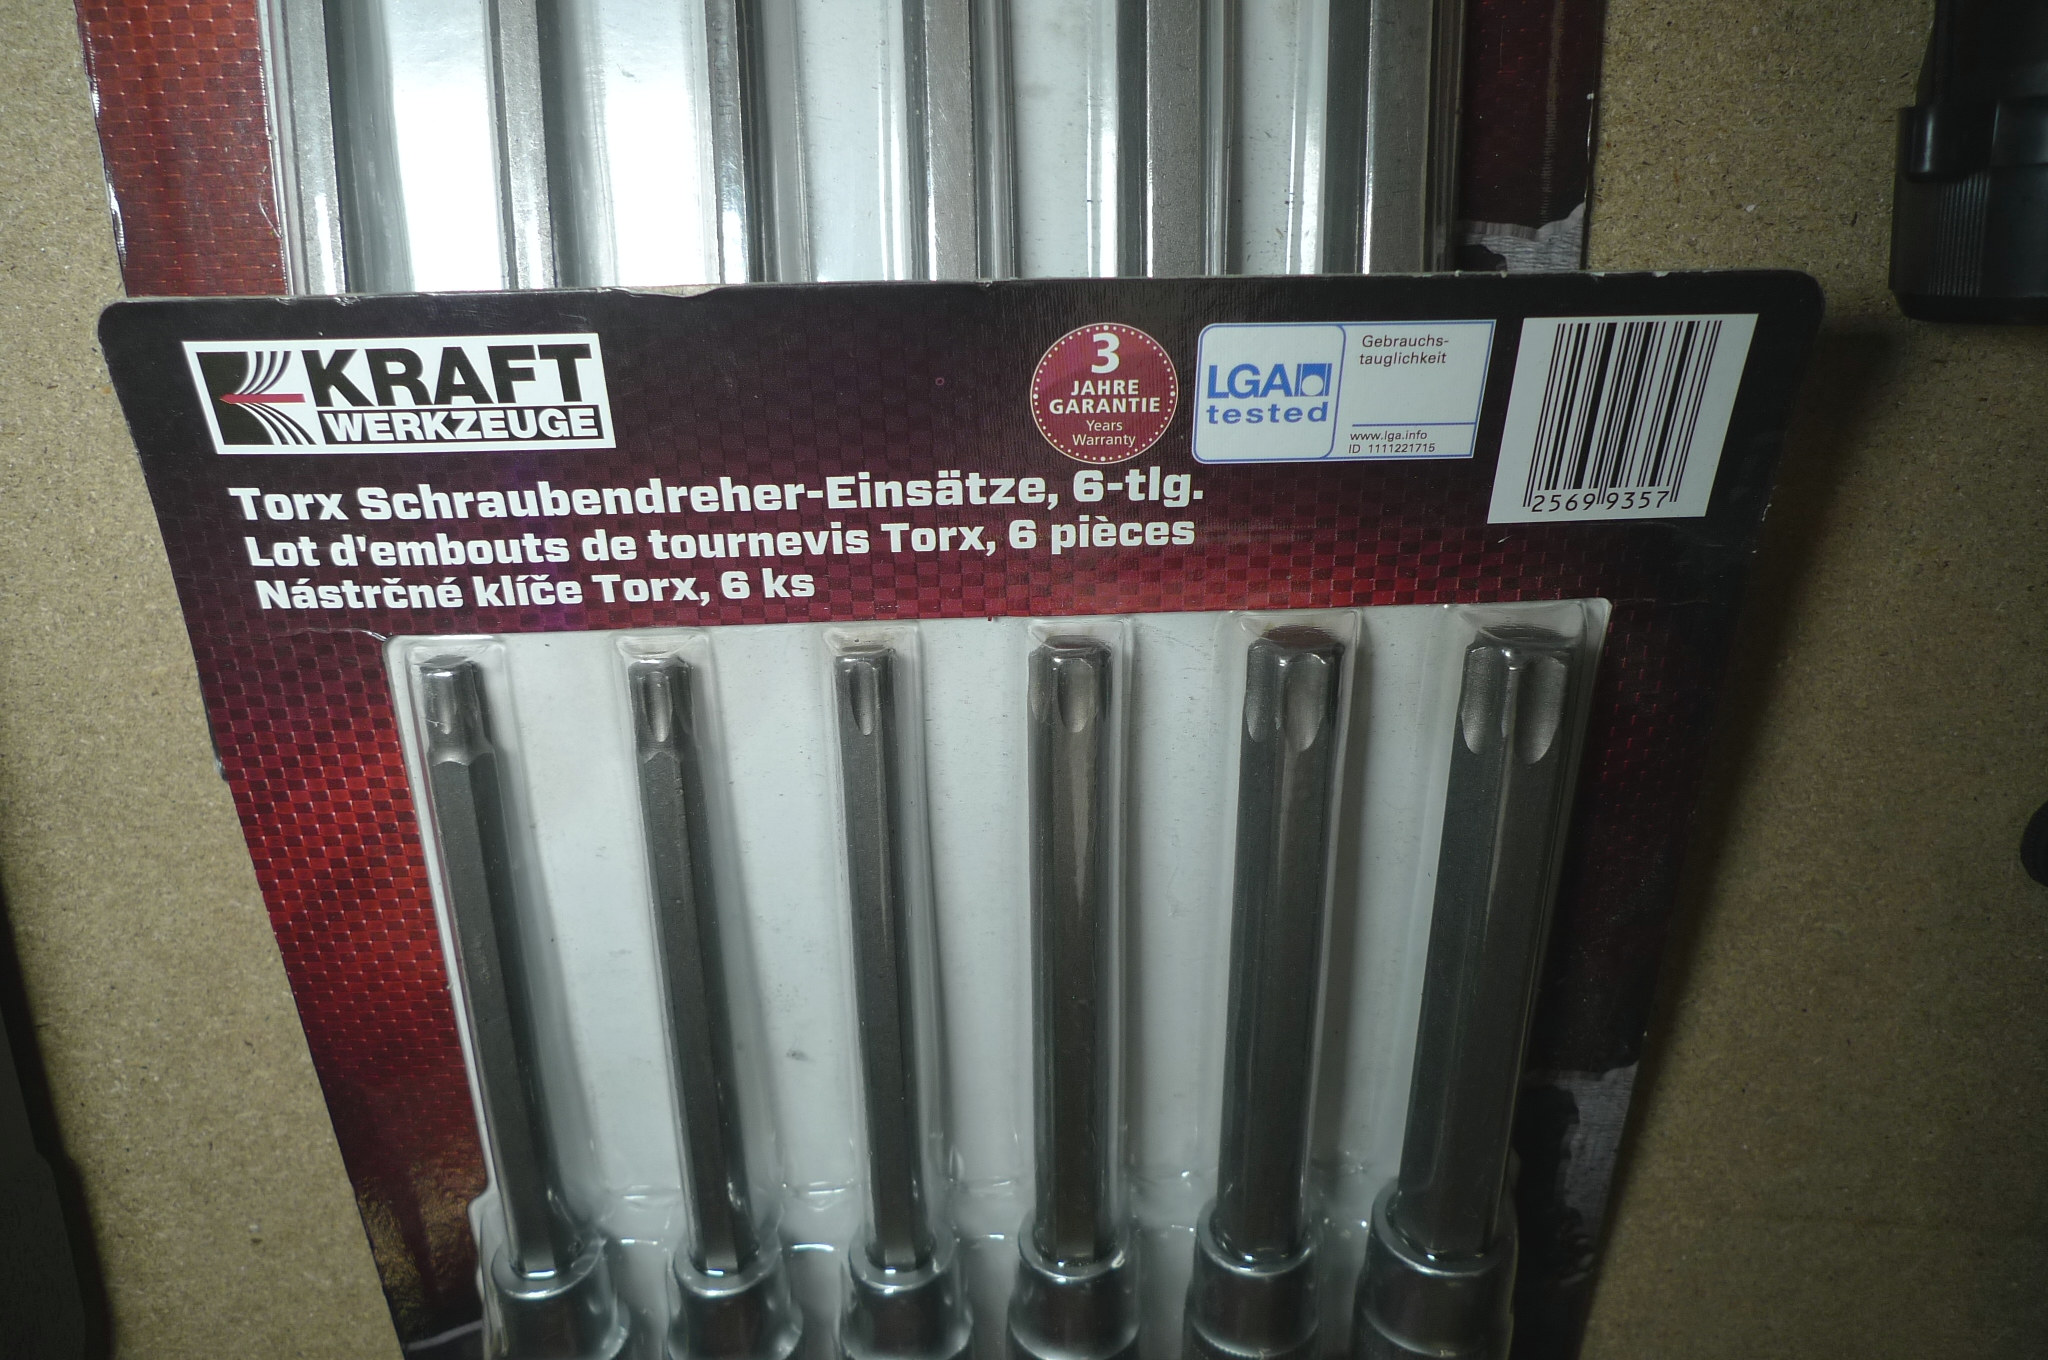 KRAFT
WERKZEUGE
3
JAHRE
GARANTIE
Years
Warranty
LGA
tested
Gebrauchs-
tauglichkeit
www.lga.info
ID 1111221715
25699357
Torx Schraubendreher-Einsätze, 6-tlg.
Lot d'embouts de tournevis Torx, 6 pièces
Nástrčné klíče Torx, 6 ks